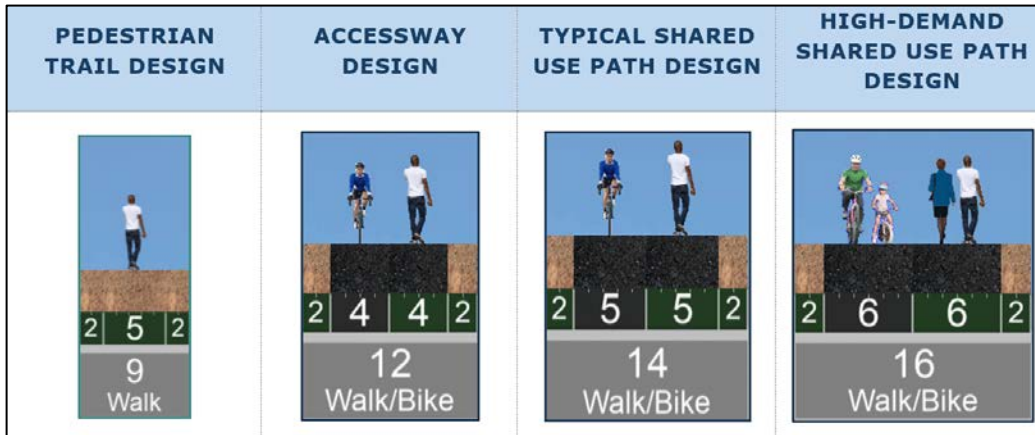 PEDESTRIAN
TRAIL DESIGN
ACCESSWAY
DESIGN
TYPICAL SHARED
USE PATH DESIGN
HIGH-DEMAND
SHARED USE PATH
DESIGN
2 5 2
9
Walk
2 4 4 2
12
Walk/Bike
2 5 5 2
14
Walk/Bike
2 6 6 2
16
Walk/Bike